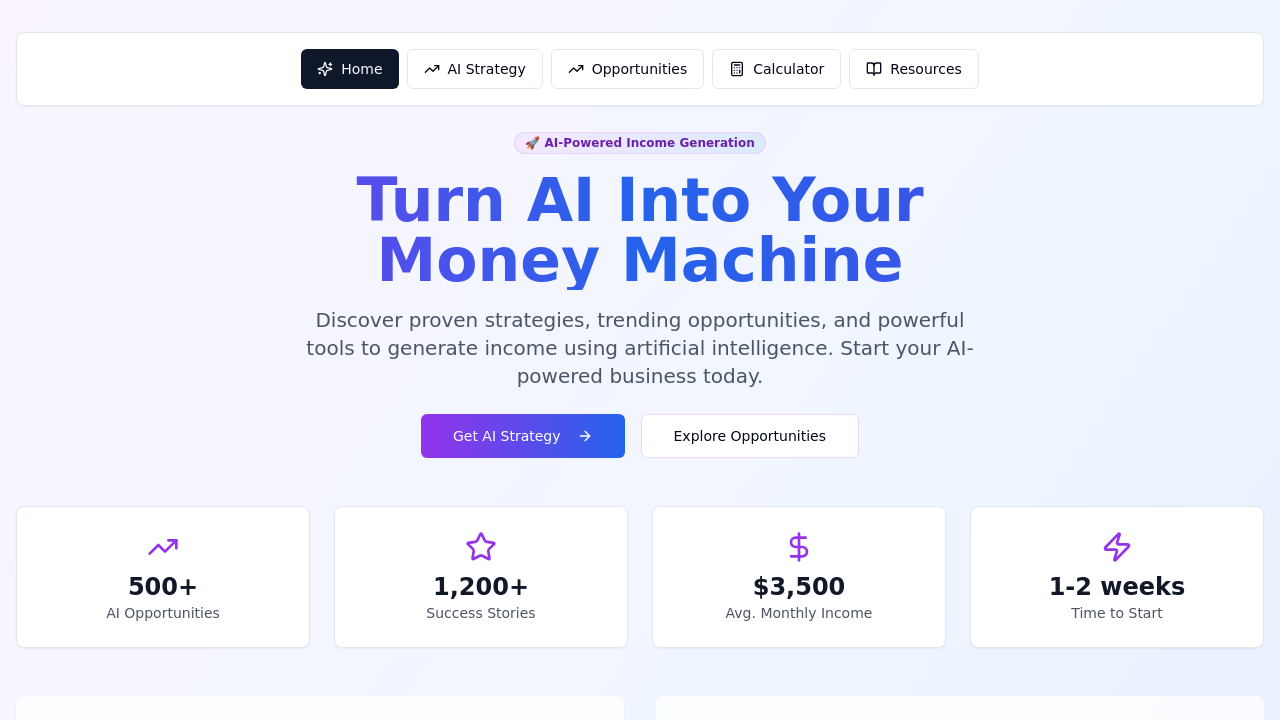 Home
AI Strategy
Opportunities
Calculator
Resources
🚀 AI-Powered Income Generation
Turn AI Into Your
Money Machine
Discover proven strategies, trending opportunities, and powerful
tools to generate income using artificial intelligence. Start your AI-
powered business today.
Get AI Strategy
Explore Opportunities
500+
AI Opportunities
1,200+
Success Stories
$3,500
Avg. Monthly Income
1-2 weeks
Time to Start